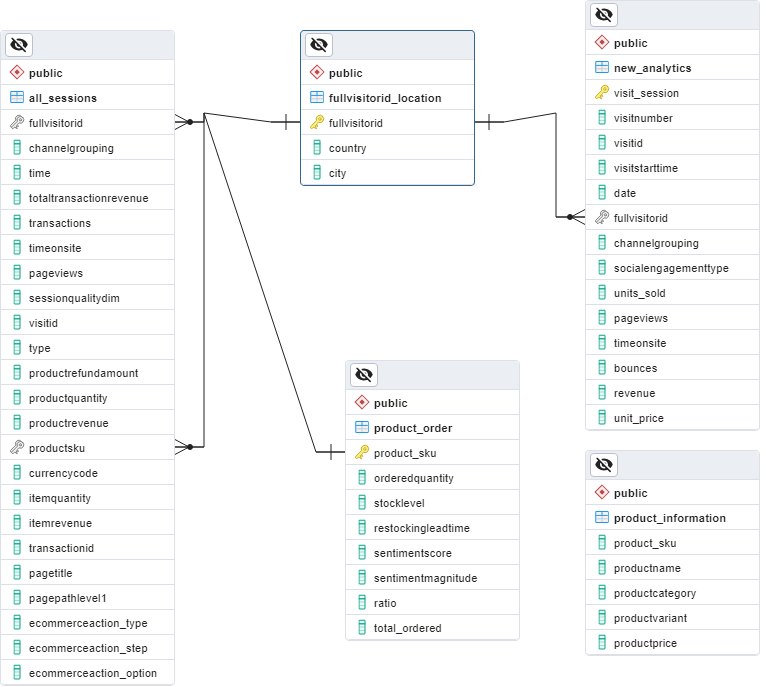 public
all_sessions
fullvisitorid
channelgrouping
time
totaltransactionrevenue
transactions
timeonsite
pageviews
sessionqualitydim
visitid
type
productrefundamount
productquantity
productrevenue
productsku
currencycode
itemquantity
itemrevenue
transactionid
pagetitle
pagepathlevel1
ecommerceaction_type
ecommerceaction_step
ecommerceaction_option
public
fullvisitorid_location
fullvisitorid
country
city
public
product_order
product_sku
orderedquantity
stocklevel
restockingleadtime
sentimentscore
sentimentmagnitude
ratio
total_ordered
public
new_analytics
visit_session
visitnumber
visitid
visitstarttime
date
fullvisitorid
channelgrouping
socialengagementtype
units_sold
pageviews
timeonsite
bounces
revenue
unit_price
public
product_information
product_sku
productname
productcategory
productvariant
productprice